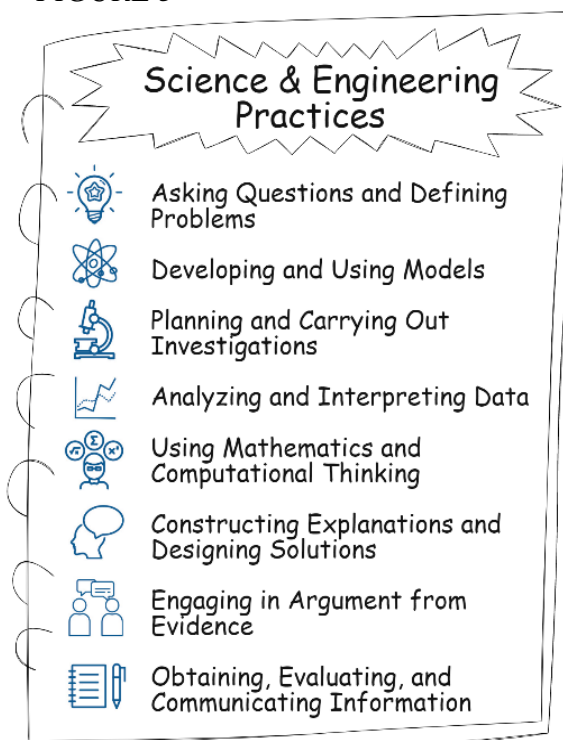 Science & Engineering
Practices
Asking Questions and Defining
Problems
Developing and Using Models
Planning and Carrying Out
Investigations
Analyzing and Interpreting Data
Using Mathematics and
Computational Thinking
Constructing Explanations and
Designing Solutions
Engaging in Argument from
Evidence
Obtaining, Evaluating, and
Communicating Information